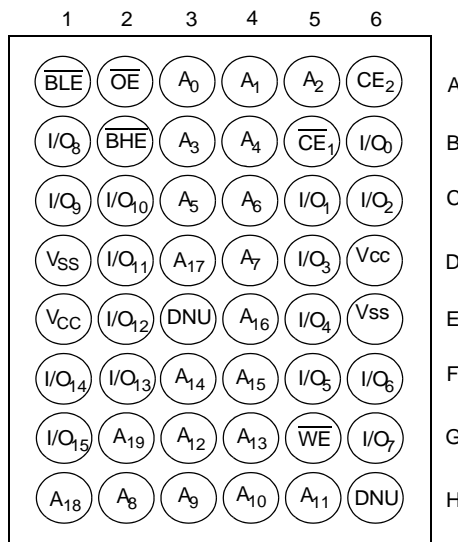 1 2 3 4 5 6
BLE OE A0 A1 A2 CE2 A
I/O8 BHE A3 A4 CE1 I/O0 B
I/O9 I/O10 A5 A6 I/O1 I/O2 C
VSS I/O11 A17 A7 I/O3 Vcc D
VCC I/O12 DNU A16 I/O4 Vss E
I/O14 I/O13 A14 A15 I/O5 I/O6 F
I/O15 A19 A12 A13 WE I/O7 G
A18 A8 A9 A10 A11 DNU H